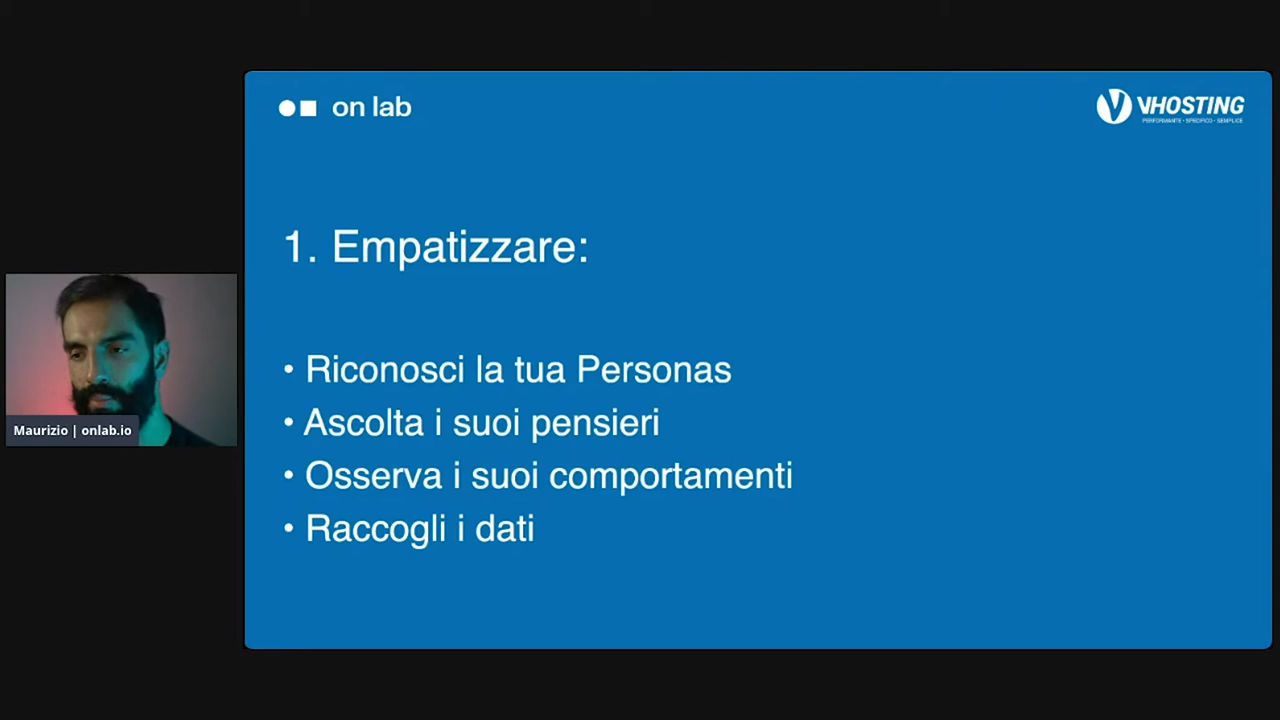 on lab
VHOSTING
PERFORMANTE • SPECIFICO • SEMPLICE
1. Empatizzare:
• Riconosci la tua Personas
• Ascolta i suoi pensieri
• Osserva i suoi comportamenti
• Raccogli i dati
Maurizio | onlab.io